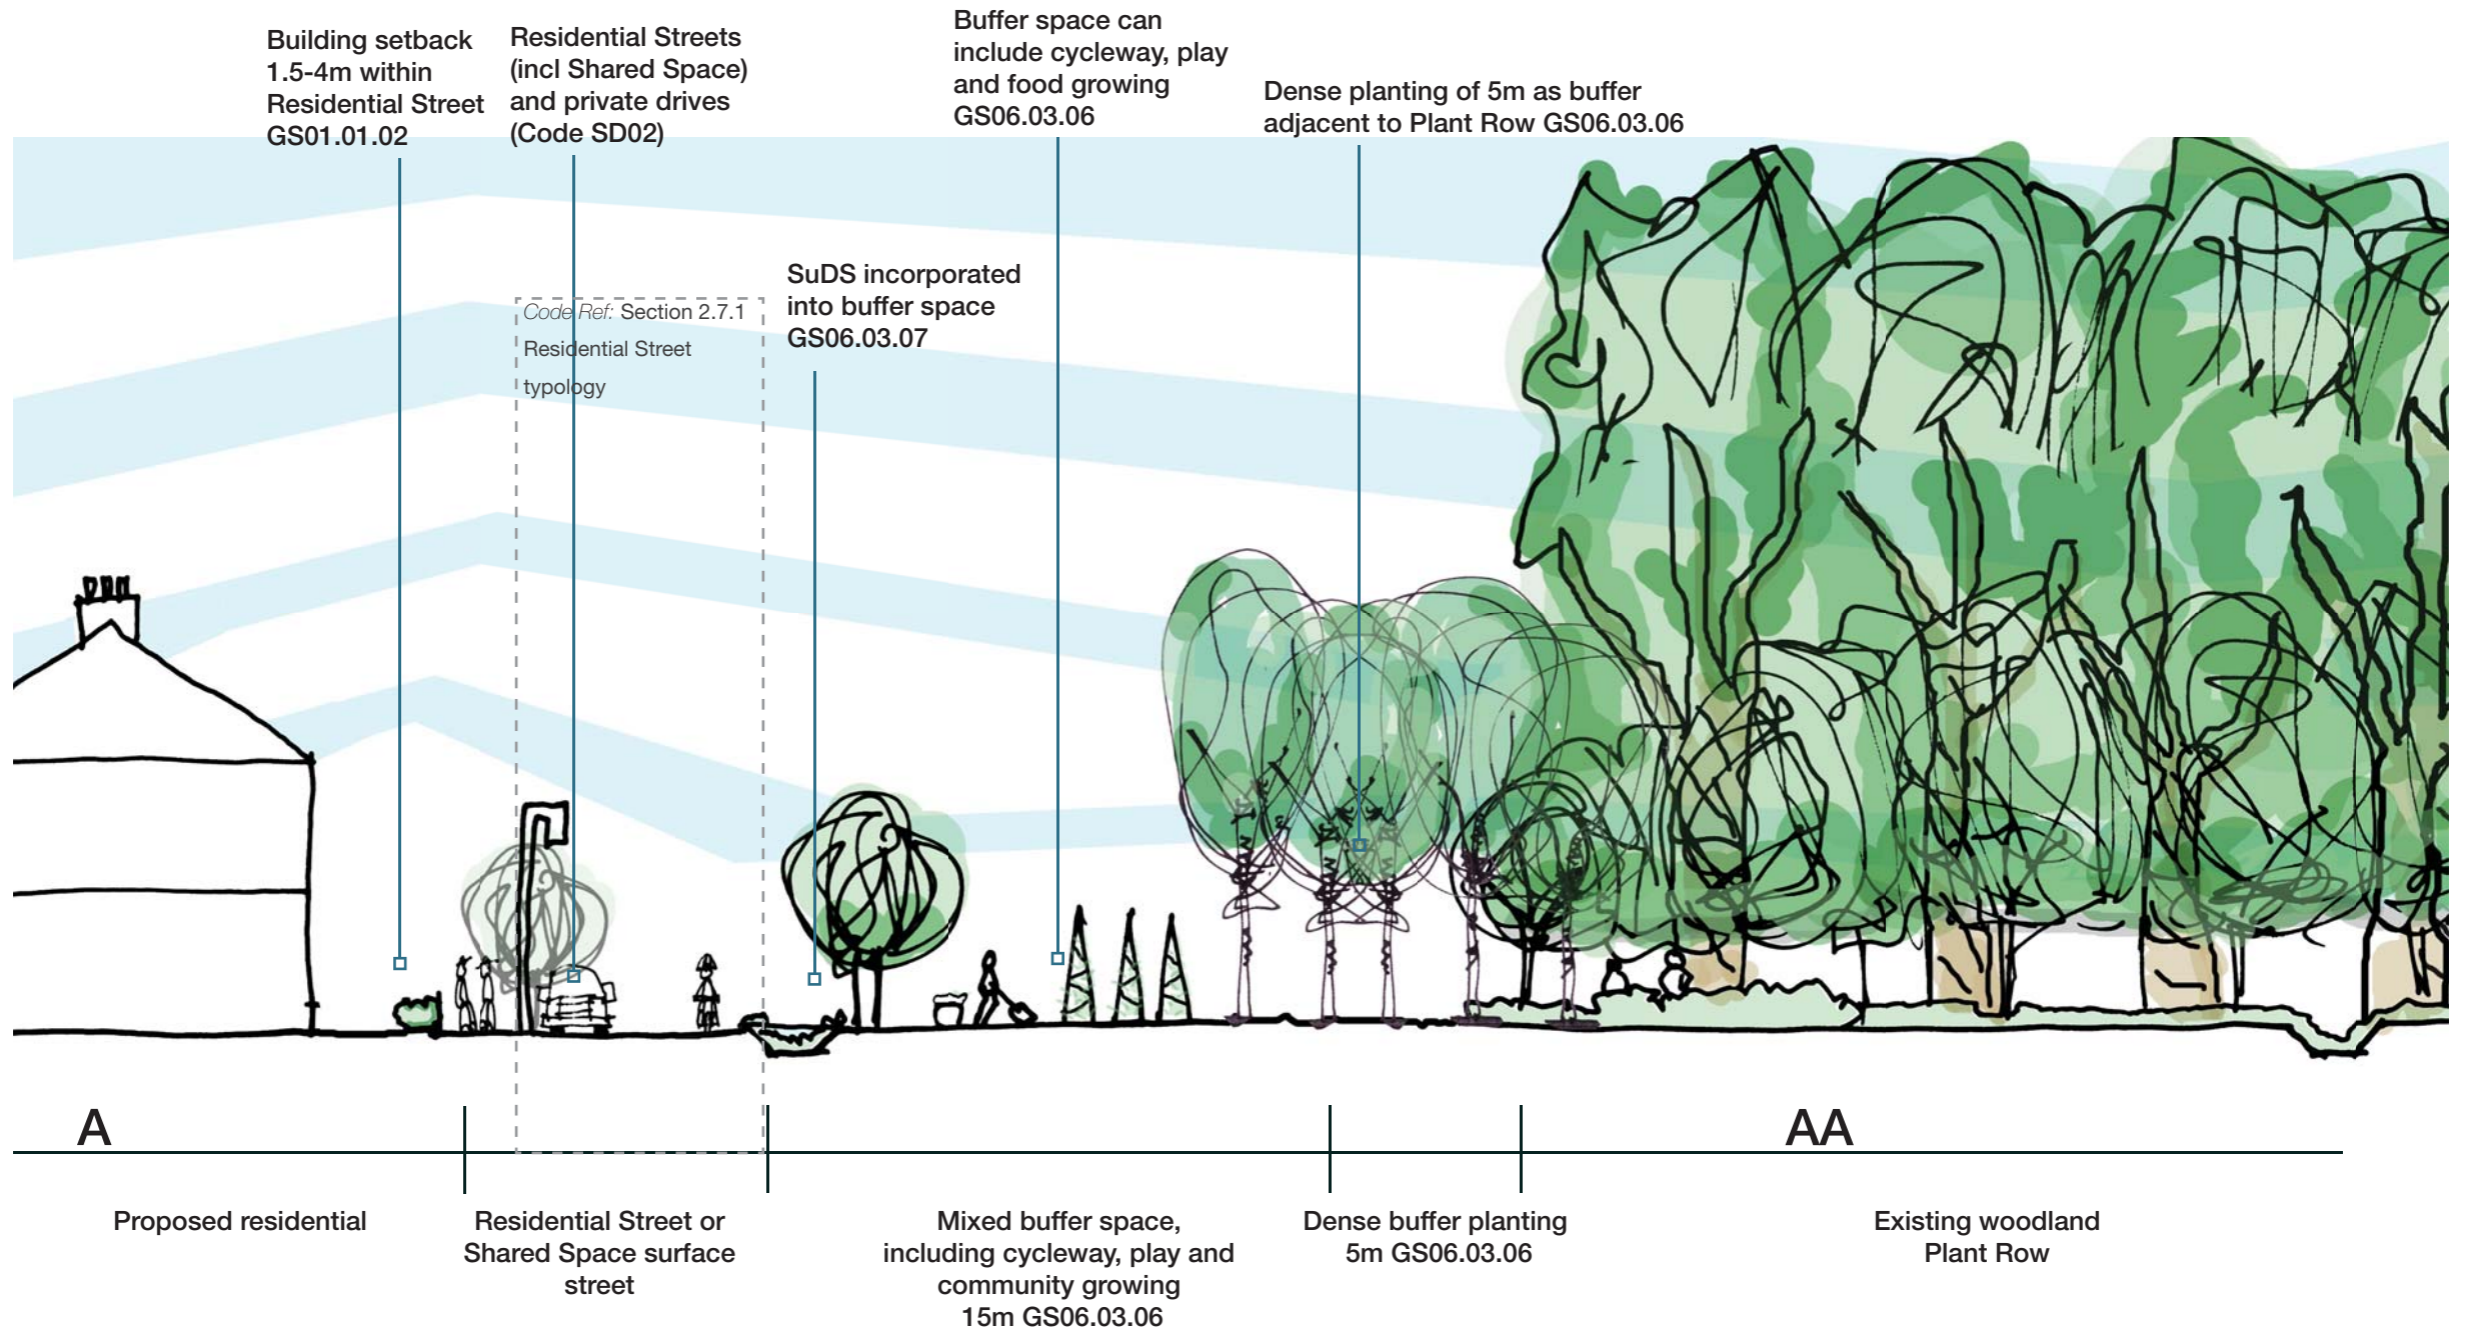 Building setback
1.5-4m within
Residential Street
GS01.01.02
Residential Streets
(incl Shared Space)
and private drives
(Code SD02)
Buffer space can
include cycleway, play
and food growing
GS06.03.06
Dense planting of 5m as buffer
adjacent to Plant Row GS06.03.06
SuDS incorporated
into buffer space
GS06.03.07
Code Ref: Section 2.7.1
Residential Street
typology
A
AA
Proposed residential
Residential Street or
Shared Space surface
street
Mixed buffer space,
including cycleway, play and
community growing
15m GS06.03.06
Dense buffer planting
5m GS06.03.06
Existing woodland
Plant Row